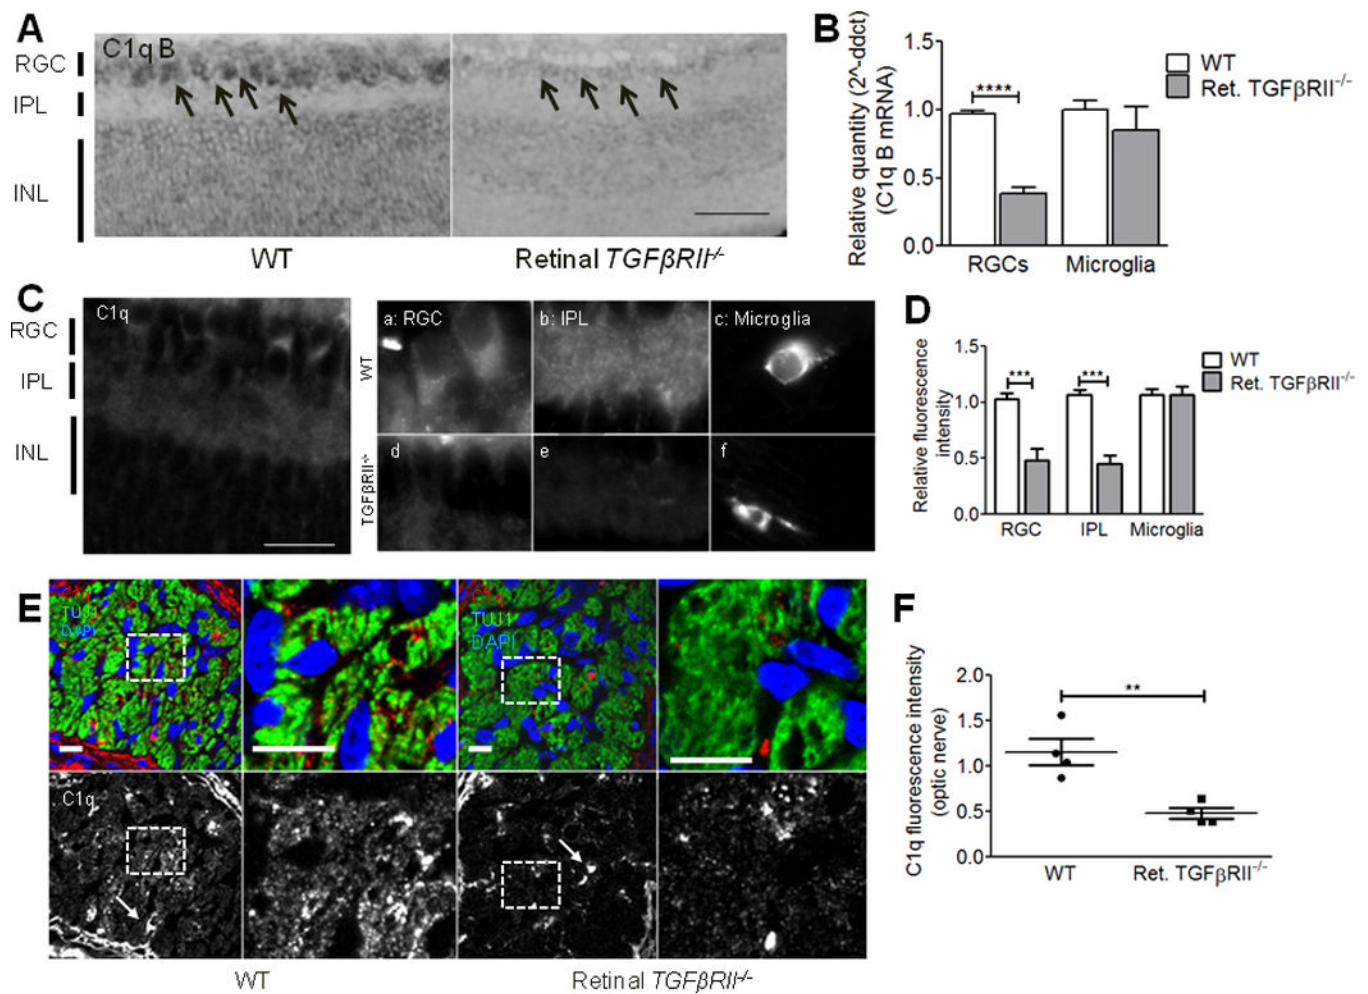 A
C1q B
RGC
IPL
INL
WT
Retinal TGFβRII-/-
B
Relative quantity (2^-ddct)
(C1q B mRNA)
1.5
1.0
0.5
0.0
****
RGCs
Microglia
WT
Ret. TGFβRII-/-
C
C1q
RGC
IPL
INL
WT
TGFβRII-/-
a: RGC
b: IPL
c: Microglia
d
e
f
D
Relative fluorescence
intensity
1.5
1.0
0.5
0.0
***
***
RGC
IPL
Microglia
WT
Ret. TGFβRII-/-
E
C1q
TUJ1
DAPI
C1q
TUJ1
DAPI
C1q
WT
Retinal TGFβRII-/-
F
C1q fluorescence intensity
(optic nerve)
2.0
1.5
1.0
0.5
0.0
**
WT
Ret. TGFβRII-/-